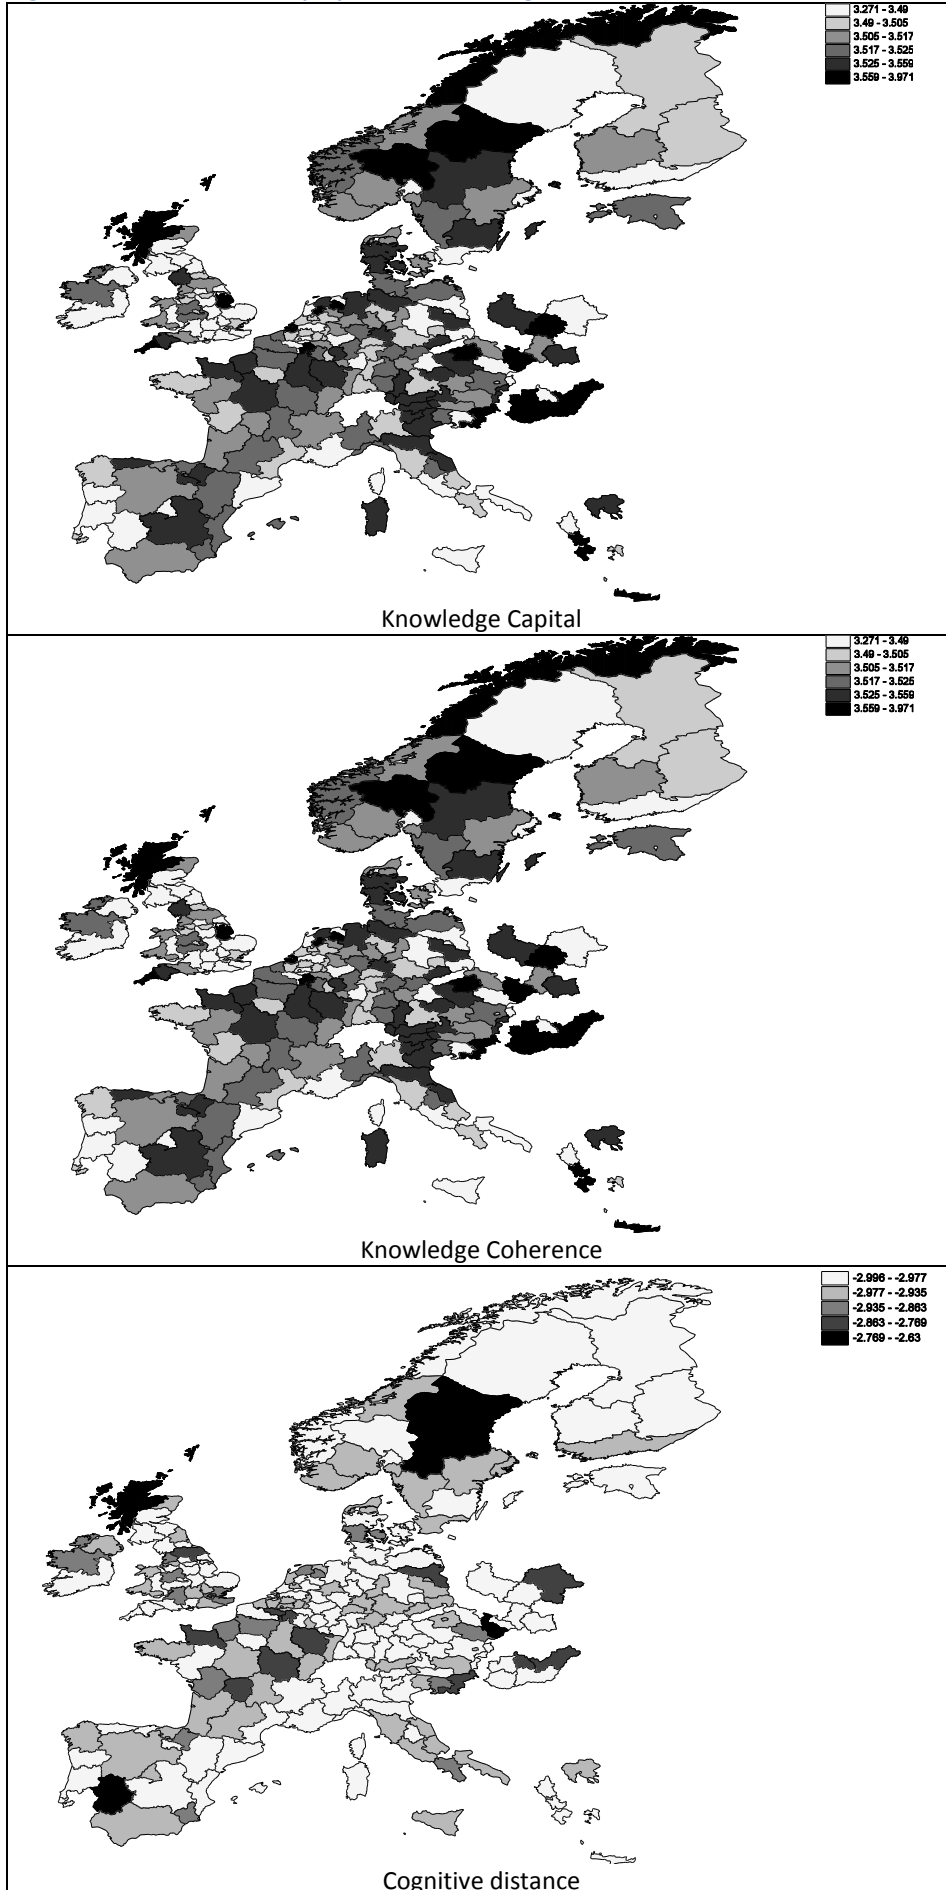 3.271 - 3.49
3.49 - 3.505
3.505 - 3.517
3.517 - 3.525
3.525 - 3.559
3.559 - 3.971
Knowledge Capital
3.271 - 3.49
3.49 - 3.505
3.505 - 3.517
3.517 - 3.525
3.525 - 3.559
3.559 - 3.971
Knowledge Coherence
-2.996 - -2.977
-2.977 - -2.935
-2.935 - -2.863
-2.863 - -2.769
-2.769 - -2.63
Cognitive distance